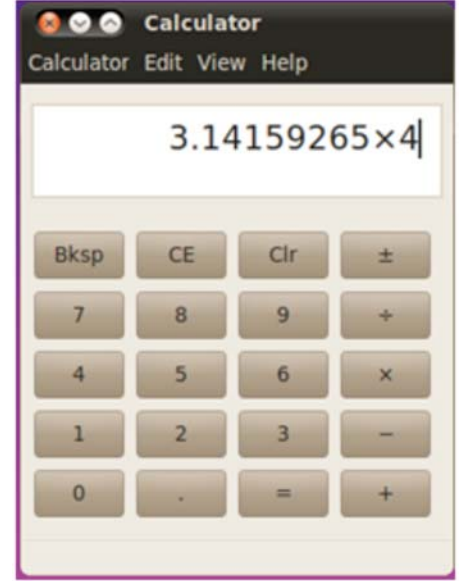 Calculator
Calculator Edit View Help
3.14159265×4
Bksp CE Clr ±
7 8 9 ÷
4 5 6 ×
1 2 3 −
0 . = +